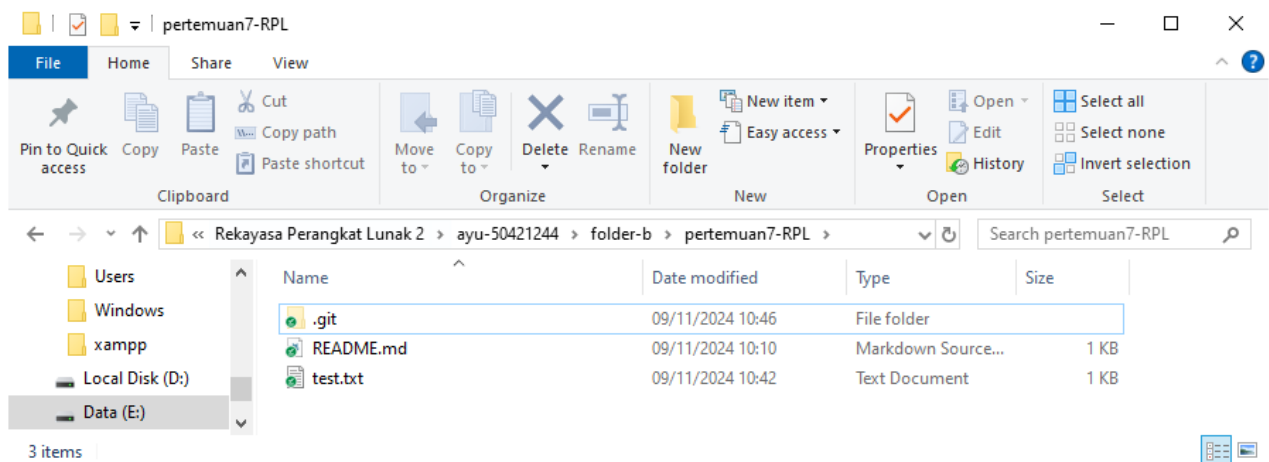 pertemuan7-RPL
File Home Share View
Pin to Quick access
Copy
Paste
Cut
Copy path
Paste shortcut
Clipboard
Move to
Copy to
Delete
Rename
Organize
New folder
New item
Easy access
New
Properties
Open
Edit
History
Open
Select all
Select none
Invert selection
Select
« Rekayasa Perangkat Lunak 2 › ayu-50421244 › folder-b › pertemuan7-RPL ›
Search pertemuan7-RPL
Users
Windows
xampp
Local Disk (D:)
Data (E:)
Name Date modified Type Size
.git 09/11/2024 10:46 File folder
README.md 09/11/2024 10:10 Markdown Source... 1 KB
test.txt 09/11/2024 10:42 Text Document 1 KB
3 items